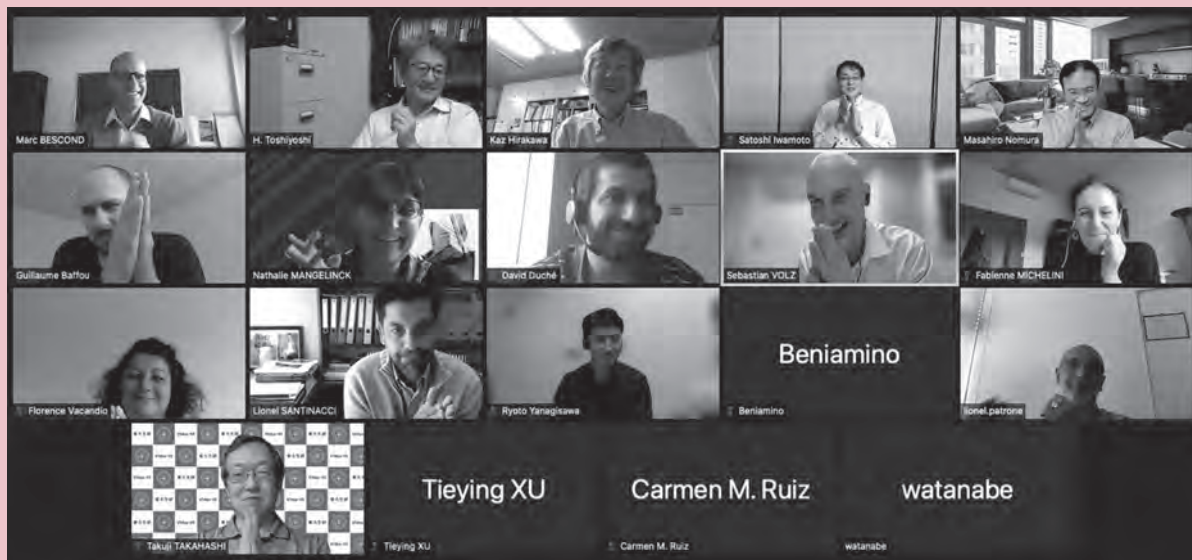 Marc BESCOND
H. Toshiyoshi
Kaz Hirakawa
Satoshi Iwamoto
Masahiro Nomura
Guillaume Baffou
Nathalie MANGELINCK
David Duché
Sebastian VOLZ
Fabienne MICHELINI
Florence Vacandio
Lionel SANTINACCI
Ryoto Yanagisawa
Beniamino
Beniamino
lionel.patrone
Takuji TAKAHASHI
Tieying XU
Tieying XU
Carmen M. Ruiz
Carmen M. Ruiz
watanabe
watanabe